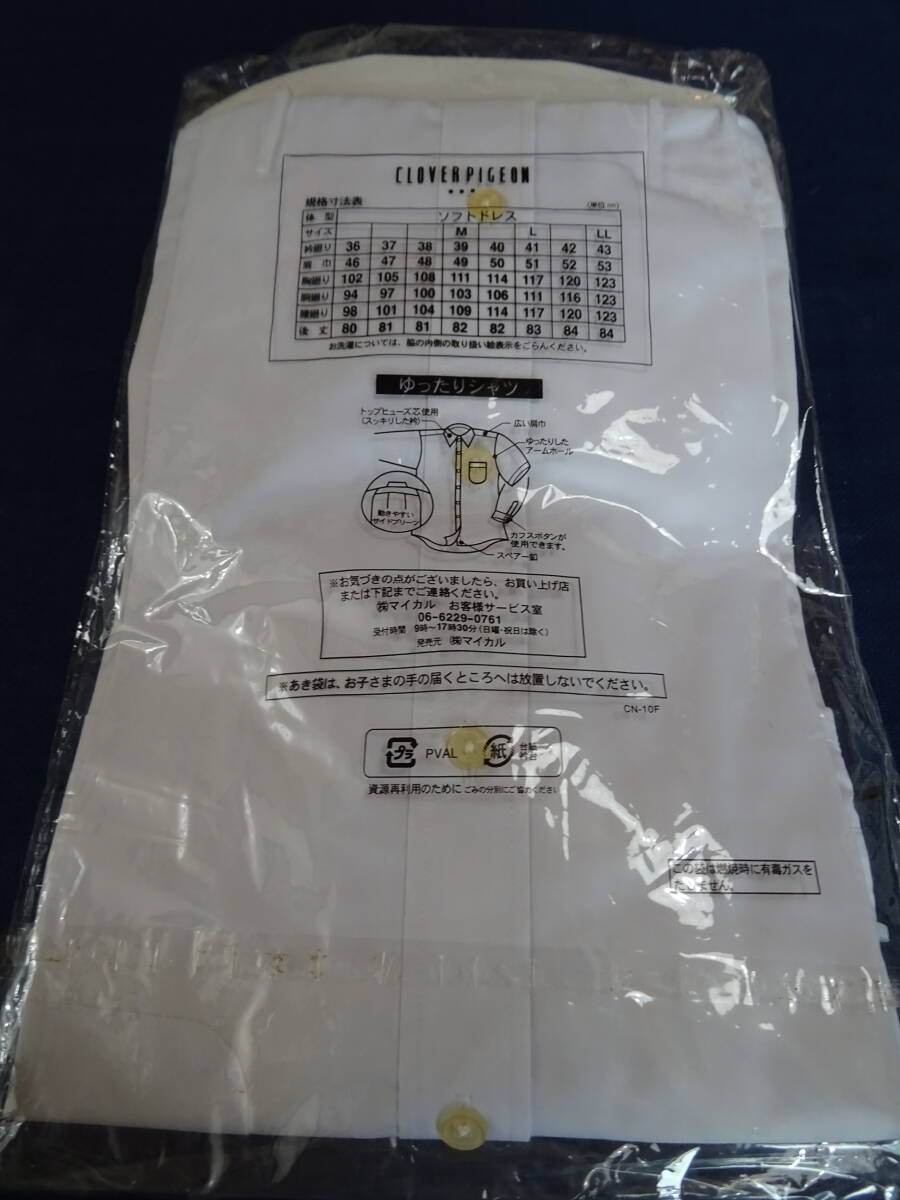 CLOVER PIGEON
規格寸法表 (単位cm)
体型 ソフトドレス
サイズ M L LL
衿廻り 36 37 38 39 40 41 42 43
肩巾 46 47 48 49 50 51 52 53
胸廻り 102 105 108 111 114 117 120 123
胴廻り 94 97 100 103 106 111 116 123
腰廻り 98 101 104 109 114 117 120 123
後丈 80 81 81 82 82 83 84 84
お洗濯については、脇の内側の取り扱い絵表示をごらんください。
ゆったりシャツ
トップヒューズ芯使用
(スッキリした衿)
広い肩巾
ゆったりした
アームホール
動きやすい
サイドプリーツ
カフスボタンが
使用できます。
スペアー釦
※お気づきの点がございましたら、お買い上げ店
または下記までご連絡ください。
㈱マイカル お客様サービス室
06-6229-0761
受付時間 9時〜17時30分(日曜・祝日は除く)
発売元 ㈱マイカル
※あき袋は、お子さまの手の届くところへは放置しないでください。
CN-10F
プラ PVAL 紙
資源再利用のために ごみの分別にご協力ください
この袋は燃焼時に有毒ガスを
だしません。